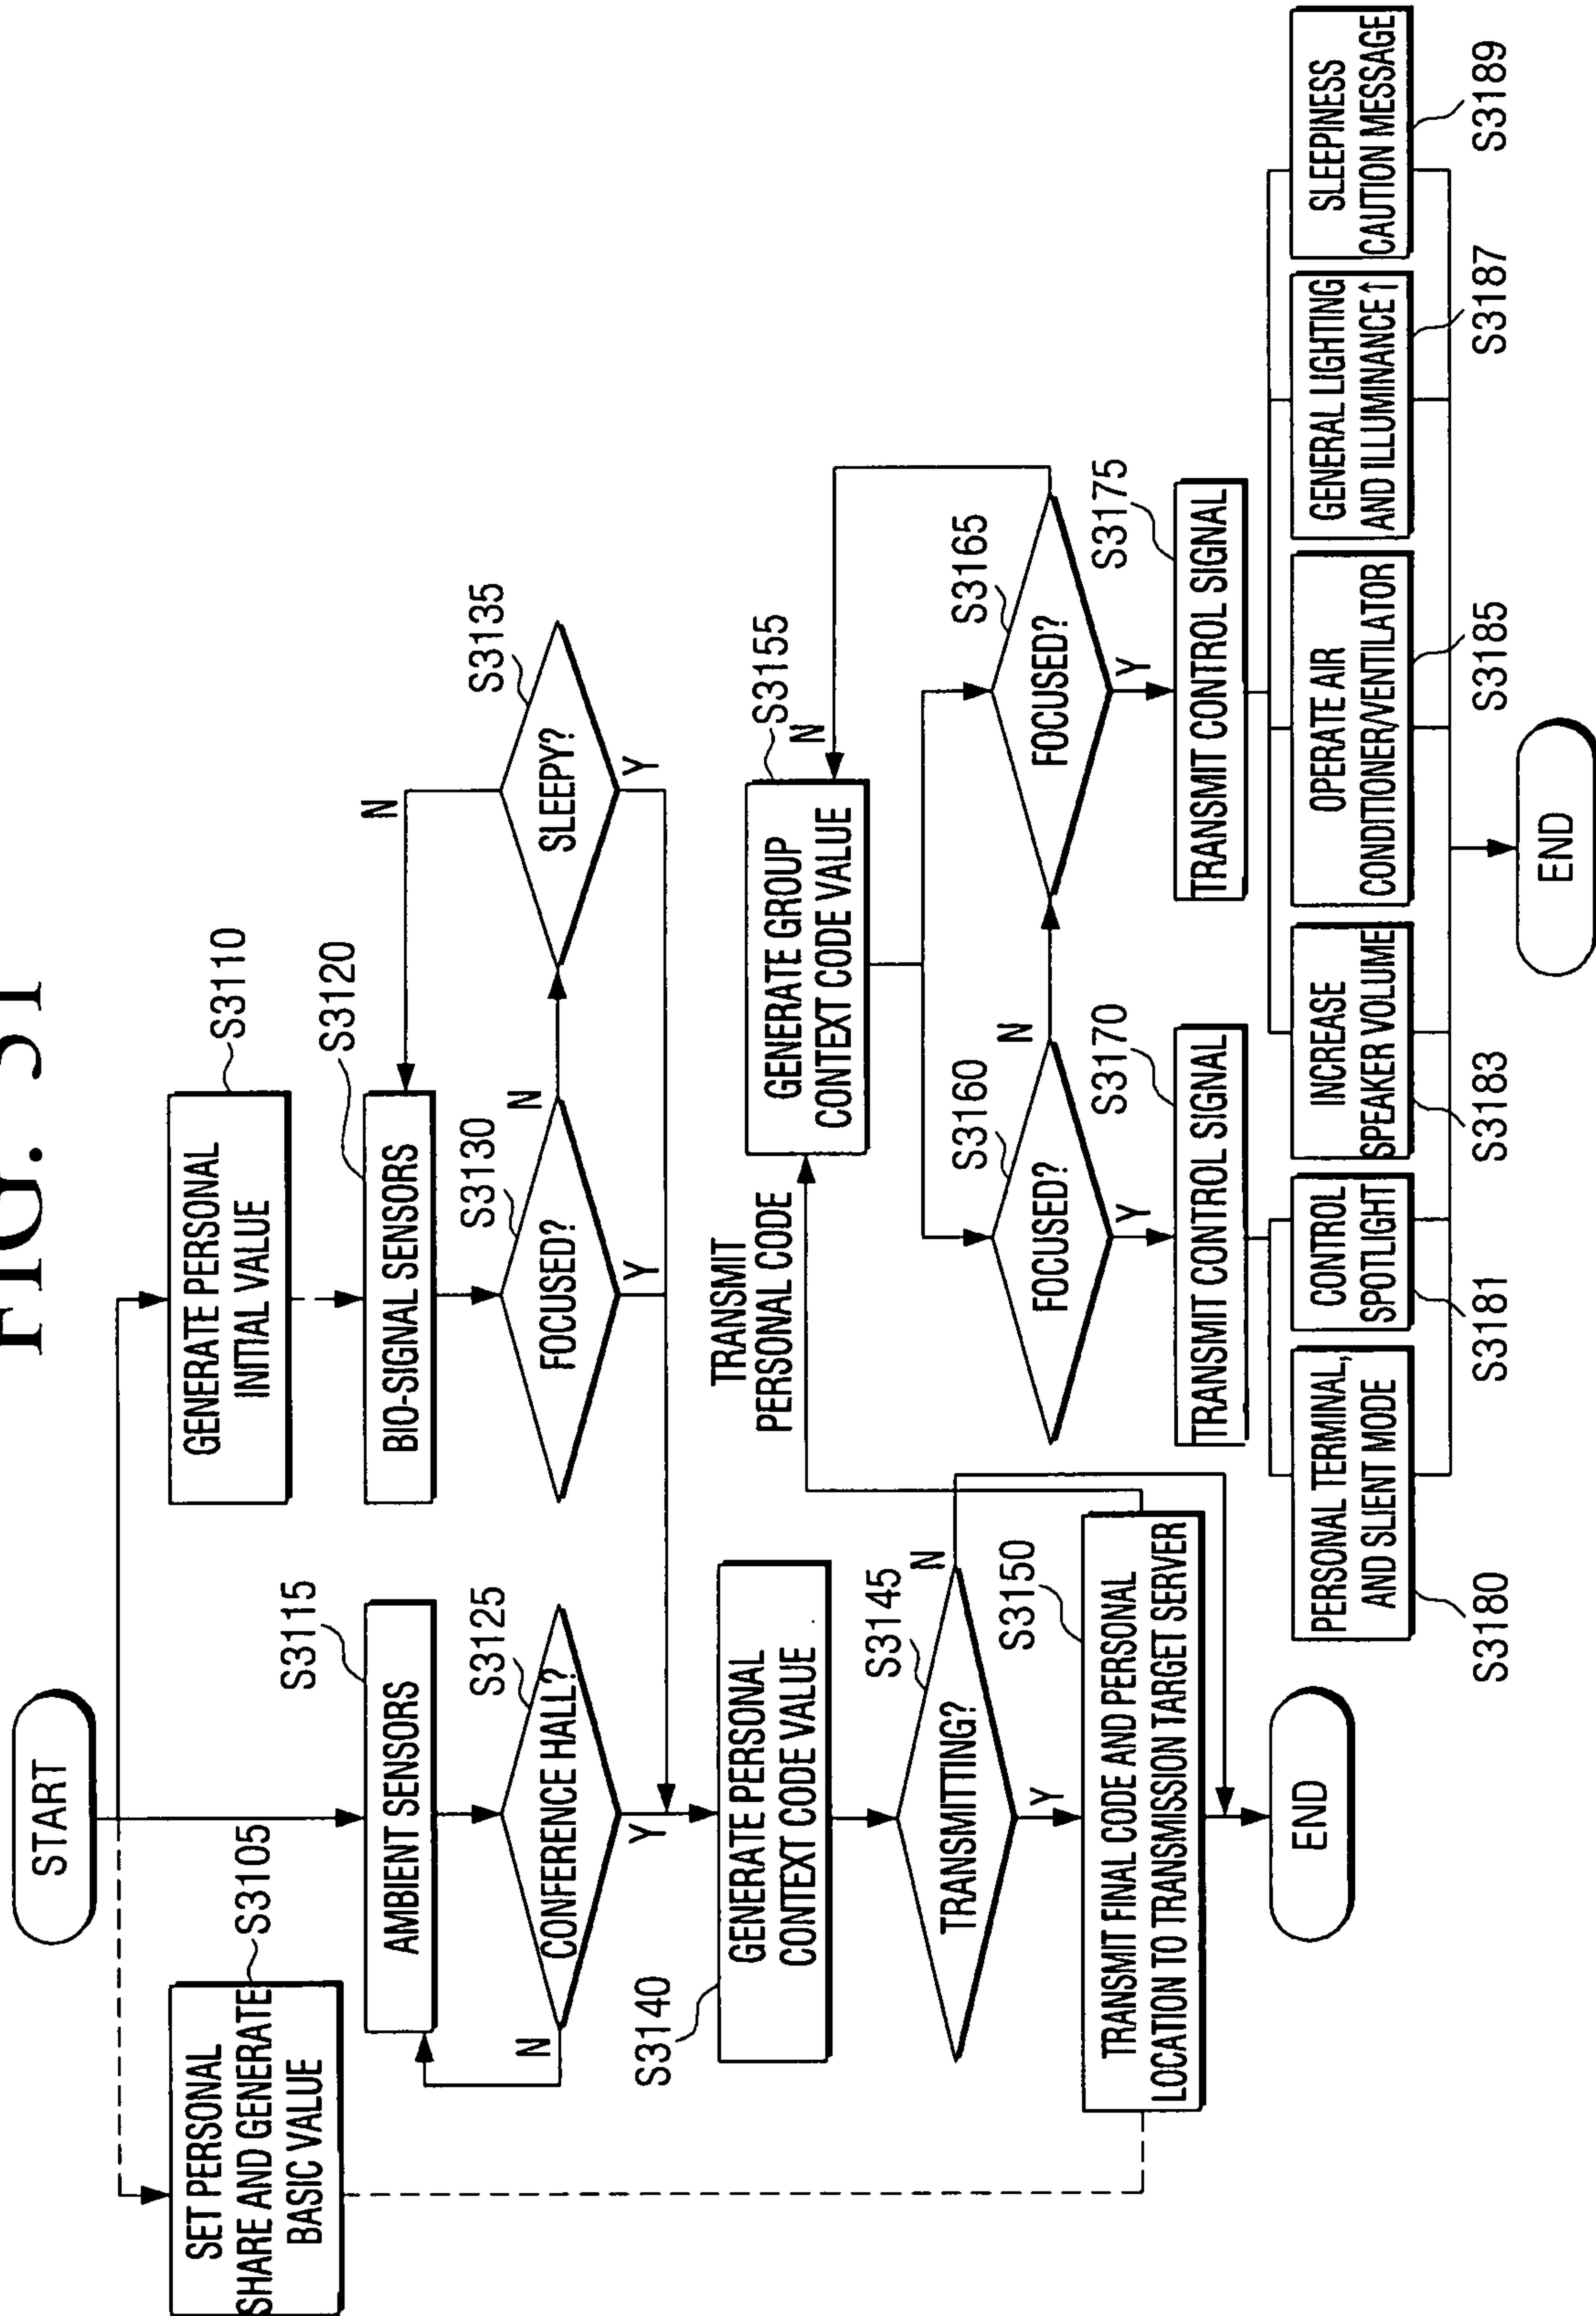 FIG. 31
START
SET PERSONAL
SHARE AND GENERATE
BASIC VALUE
S3105
GENERATE PERSONAL
INITIAL VALUE
S3110
AMBIENT SENSORS
S3115
BIO-SIGNAL SENSORS
S3120
N
CONFERENCE HALL?
S3125
N
Y
FOCUSED?
S3130
N
Y
SLEEPY?
S3135
Y
S3140
GENERATE PERSONAL
CONTEXT CODE VALUE
TRANSMIT
PERSONAL CODE
GENERATE GROUP
CONTEXT CODE VALUE
S3155
N
TRANSMITTING?
S3145
N
Y
FOCUSED?
S3160
N
Y
FOCUSED?
S3165
Y
TRANSMIT FINAL CODE AND PERSONAL
LOCATION TO TRANSMISSION TARGET SERVER
S3150
TRANSMIT CONTROL SIGNAL
S3170
TRANSMIT CONTROL SIGNAL
S3175
END
PERSONAL TERMINAL,
AND SLIENT MODE
S3180
CONTROL
SPOTLIGHT
S3181
INCREASE
SPEAKER VOLUME
S3183
OPERATE AIR
CONDITIONER/VENTILATOR
S3185
GENERAL LIGHTING
AND ILLUMINANCE↑
S3187
SLEEPINESS
CAUTION MESSAGE
S3189
END